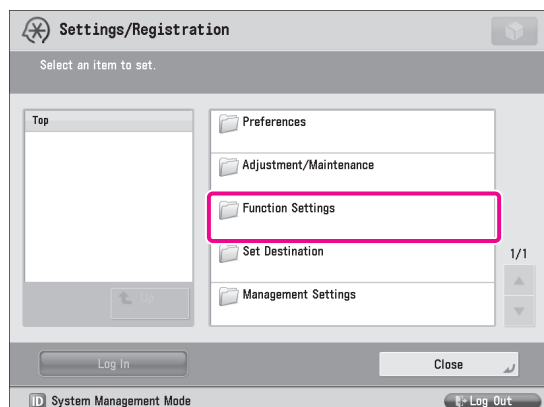 Settings/Registration
Select an item to set.
Top
Preferences
Adjustment/Maintenance
Function Settings
Set Destination
1/1
Management Settings
Up
Log In
Close
ID System Management Mode
Log Out